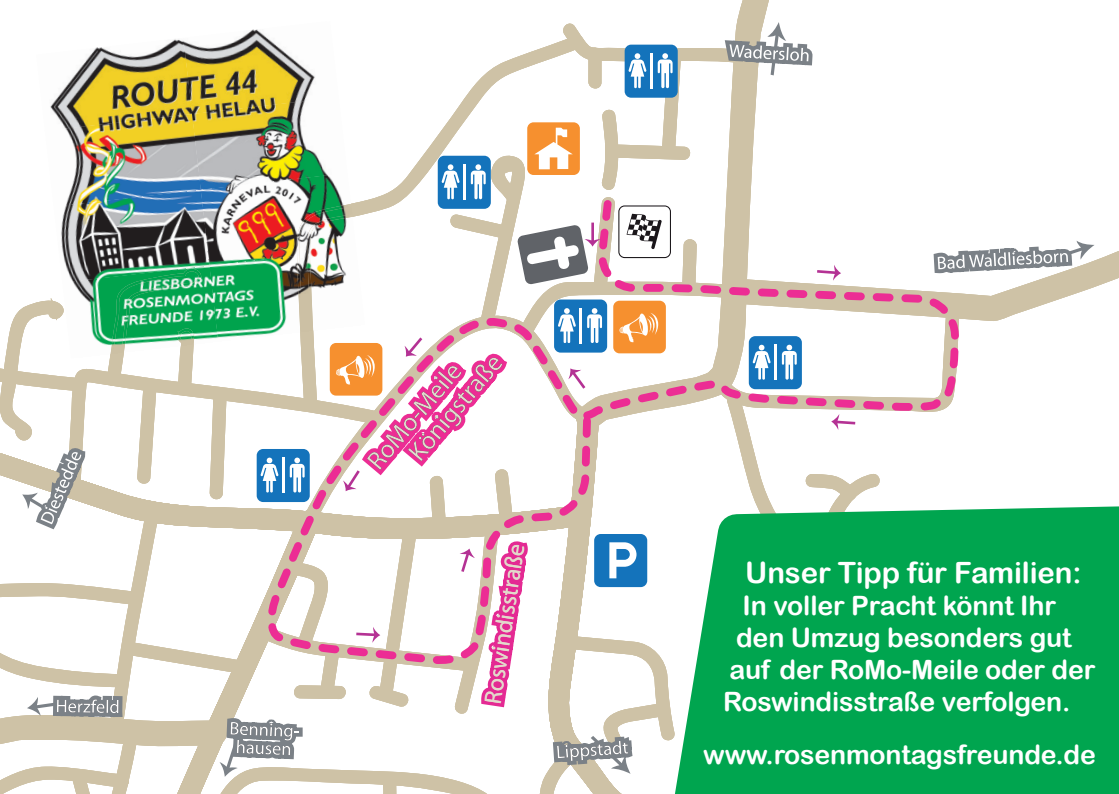 ROUTE 44
HIGHWAY HELAU
KARNEVAL 2017
999
LIESBORNER
ROSENMONTAGS
FREUNDE 1973 E.V.
Wadersloh
Bad Waldliesborn
RoMo-Meile
Königstraße
Diestedde
Roswindisstraße
P
Herzfeld
Benning-
hausen
Lippstadt
Unser Tipp für Familien:
In voller Pracht könnt Ihr
den Umzug besonders gut
auf der RoMo-Meile oder der
Roswindisstraße verfolgen.
www.rosenmontagsfreunde.de